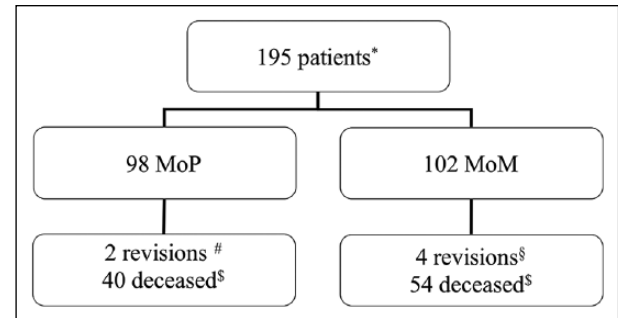 195 patients*
98 MoP
102 MoM
2 revisions #
40 deceased$
4 revisions§
54 deceased$